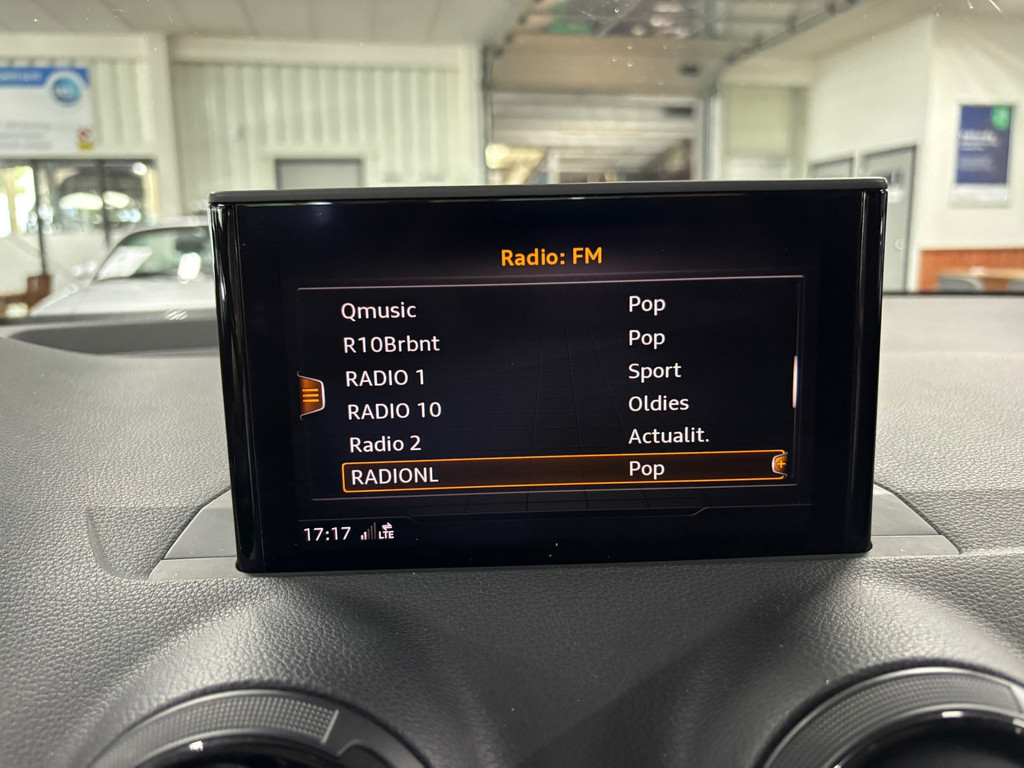 Radio: FM
Qmusic Pop
R10Brbnt Pop
RADIO 1 Sport
RADIO 10 Oldies
Radio 2 Actualit.
RADIONL Pop
17:17 LTE